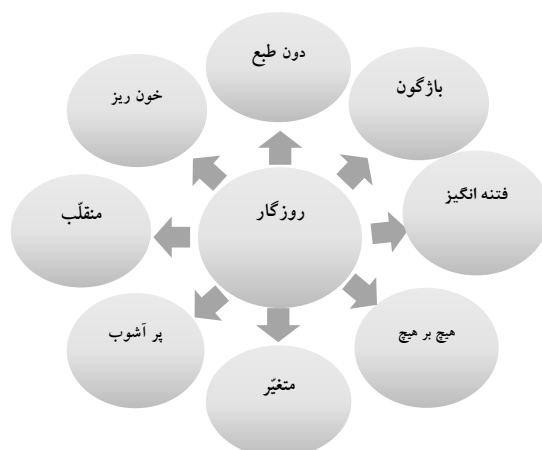 دون طبع
باژگون
خون ریز
فتنه انگیز
روزگار
منقلّب
هیچ بر هیچ
پر آشوب
متغیّر